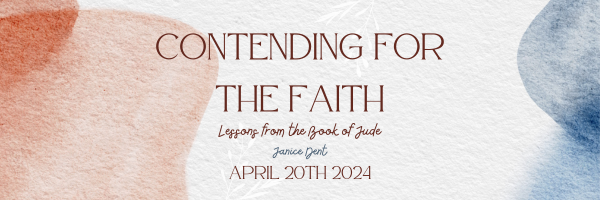 CONTENDING FOR
THE FAITH
Lessons from the Book of Jude
Janice Dent
APRIL 20TH 2024